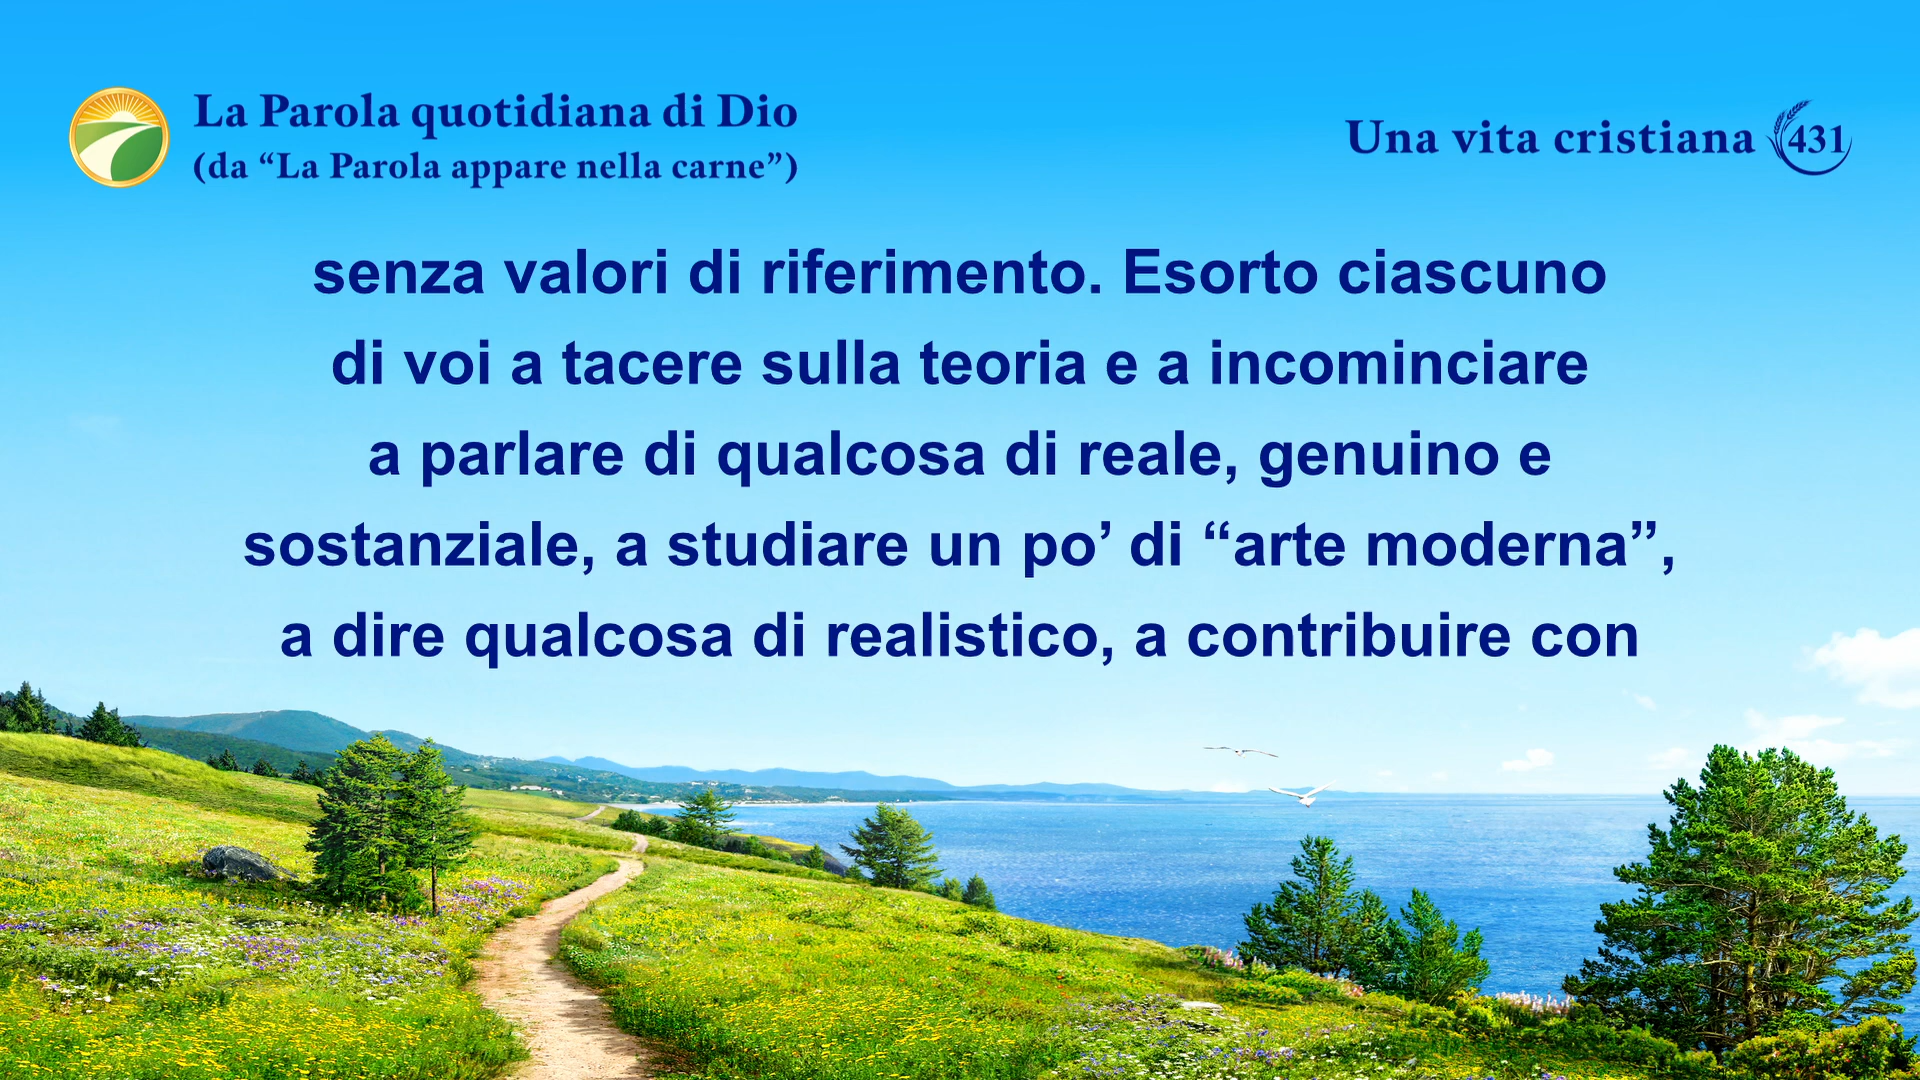 La Parola quotidiana di Dio
(da “La Parola appare nella carne”)
Una vita cristiana 431
senza valori di riferimento. Esorto ciascuno
di voi a tacere sulla teoria e a incominciare
a parlare di qualcosa di reale, genuino e
sostanziale, a studiare un po’ di “arte moderna”,
a dire qualcosa di realistico, a contribuire con